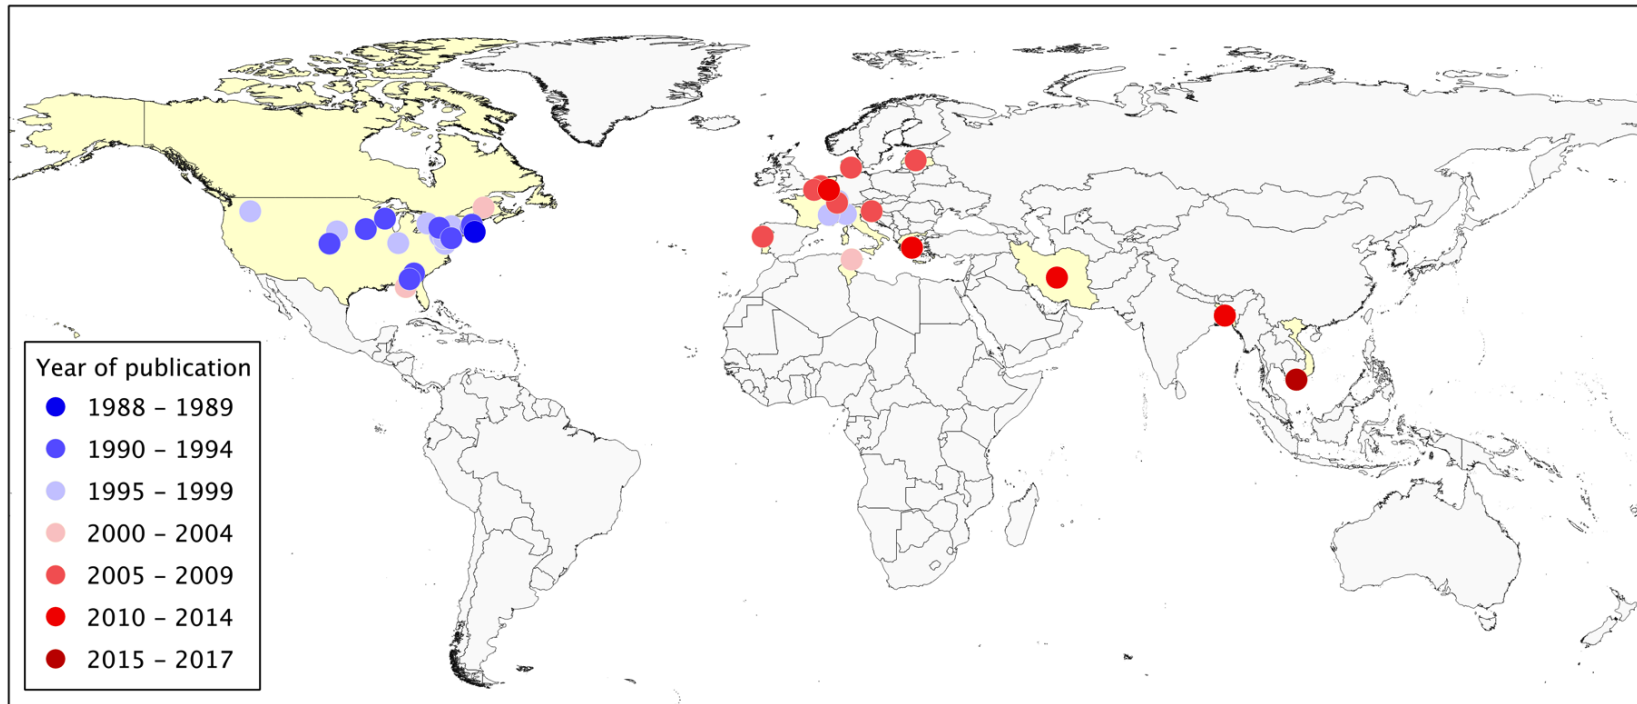 Year of publication
1988 – 1989
1990 – 1994
1995 – 1999
2000 – 2004
2005 – 2009
2010 – 2014
2015 – 2017